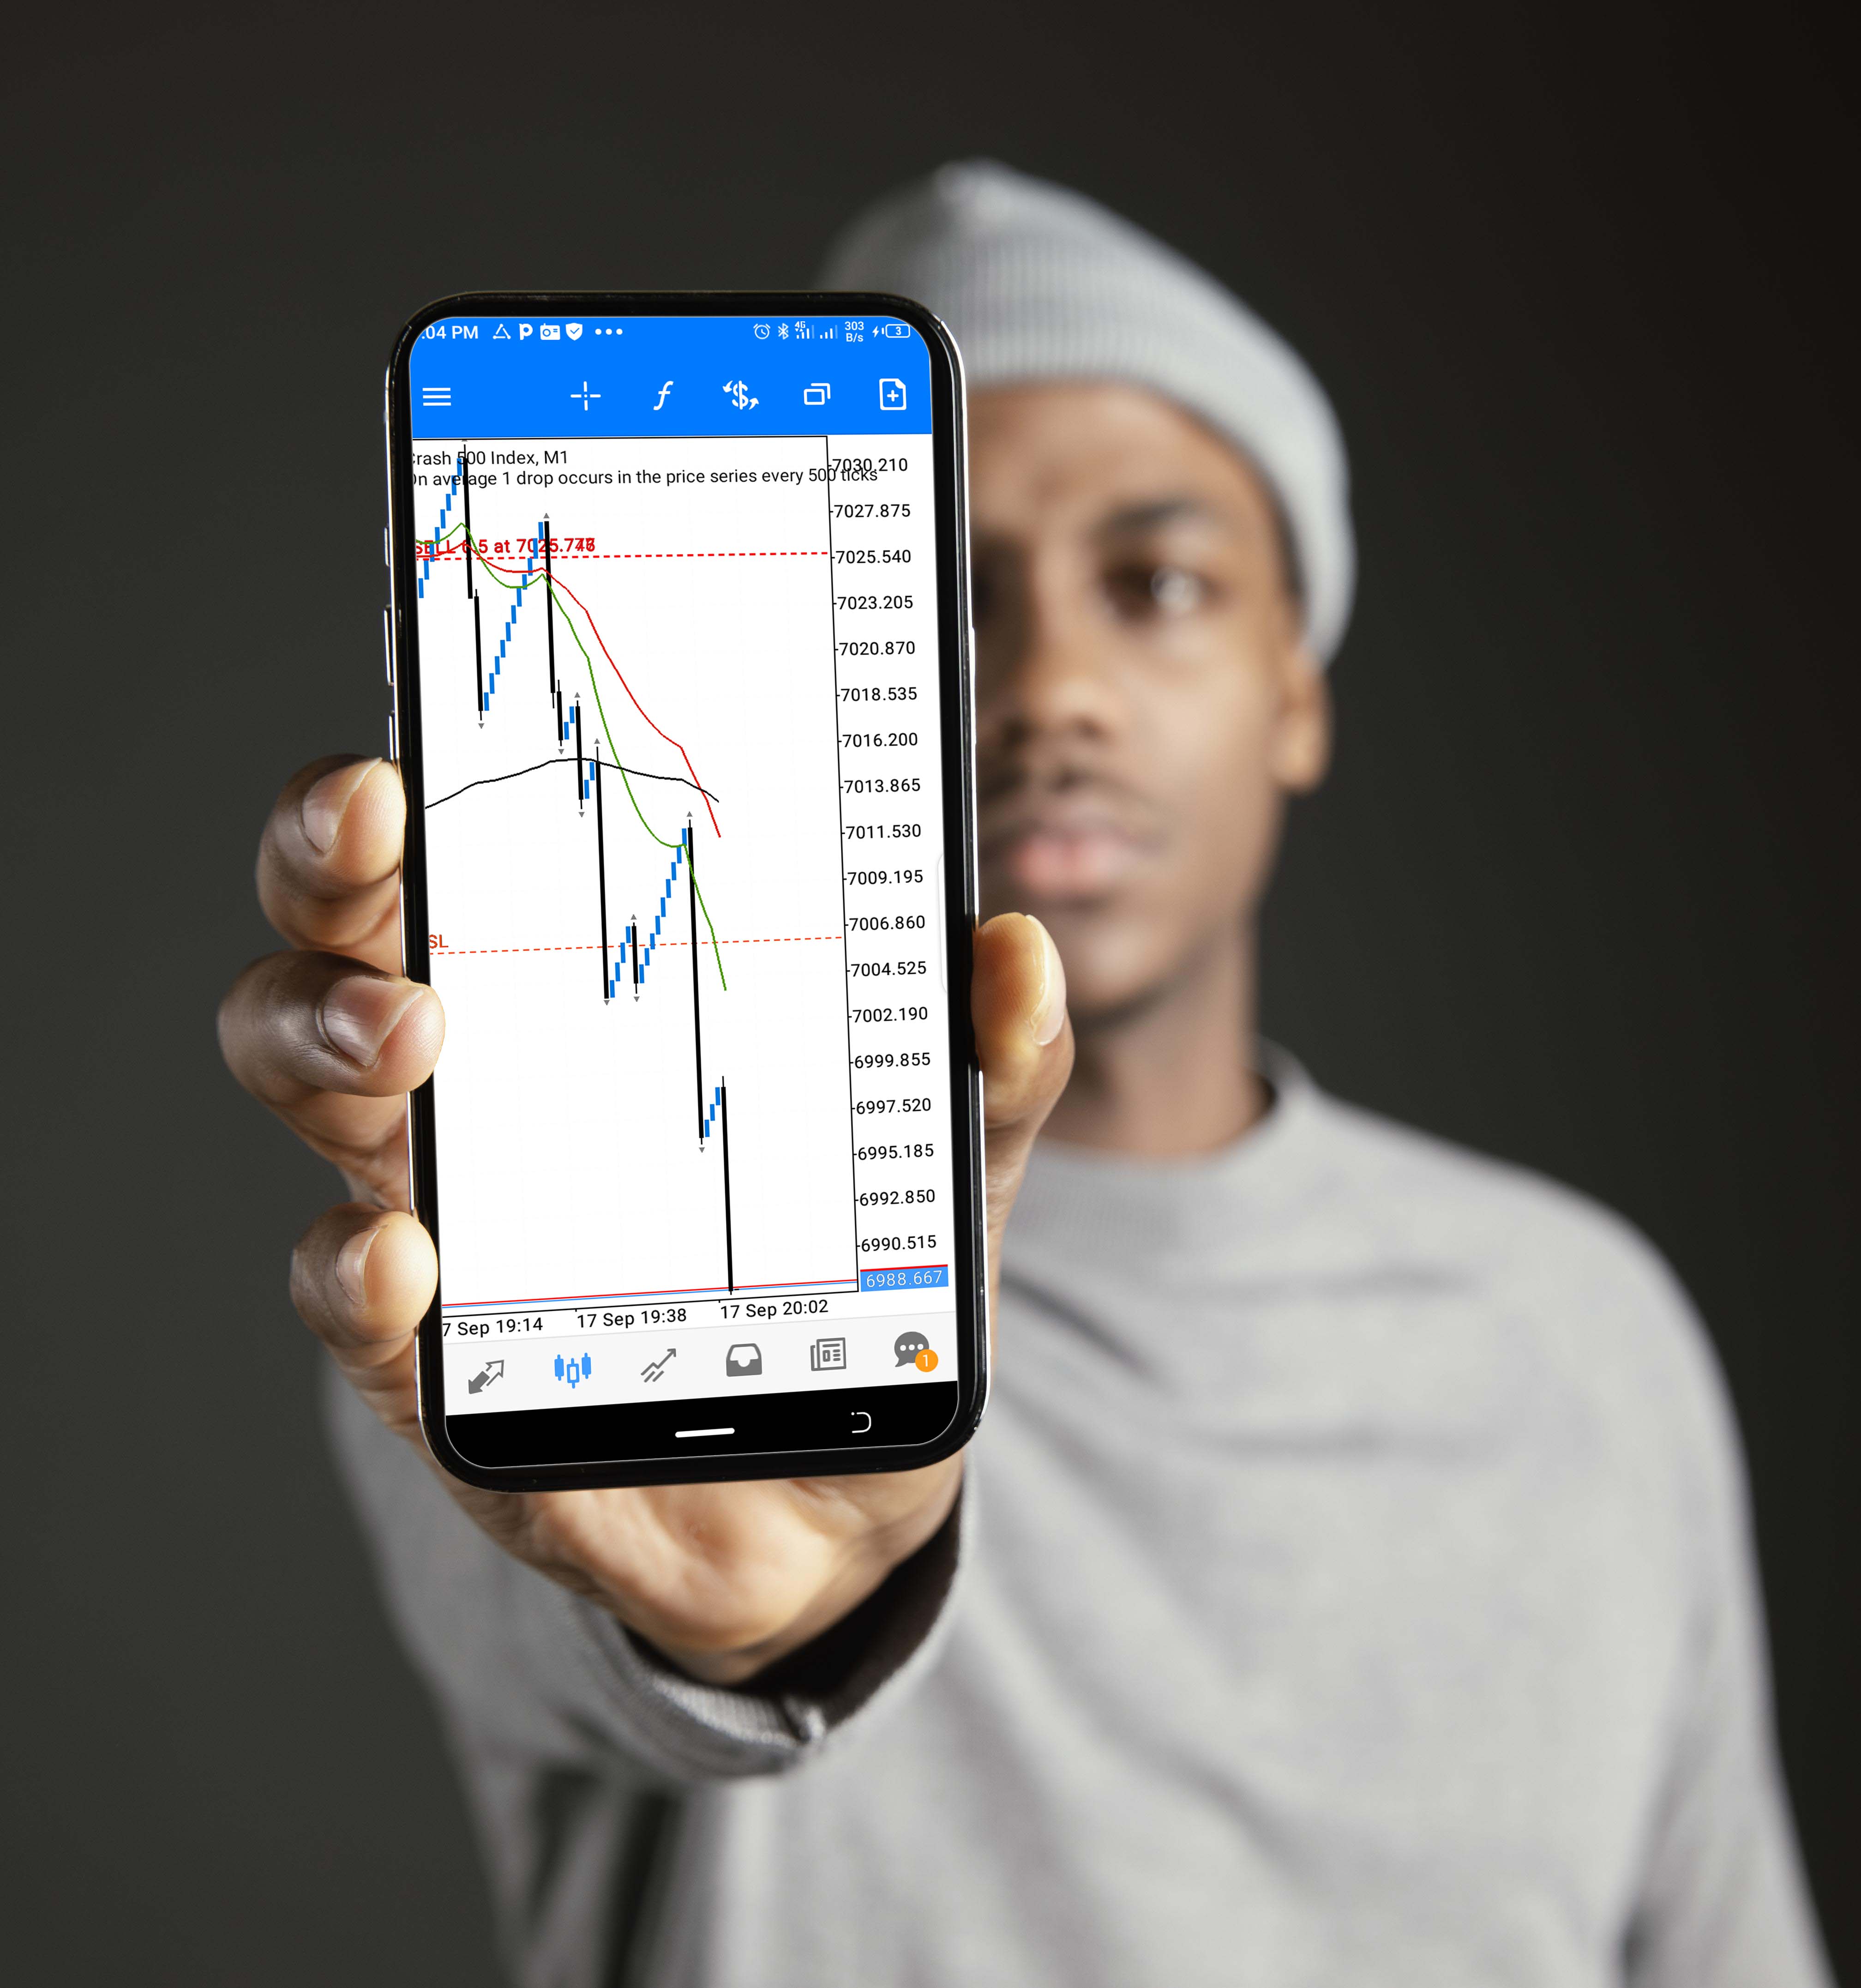 :04 PM
4G
303 B/s
3
Crash 500 Index, M1
On average 1 drop occurs in the price series every 500 ticks
7030.210
7027.875
SELL 0.5 at 7025.7
7025.540
7023.205
7020.870
7018.535
7016.200
7013.865
7011.530
7009.195
7006.860
SL
7004.525
7002.190
6999.855
6997.520
6995.185
6992.850
6990.515
6988.667
7 Sep 19:14
17 Sep 19:38
17 Sep 20:02
1